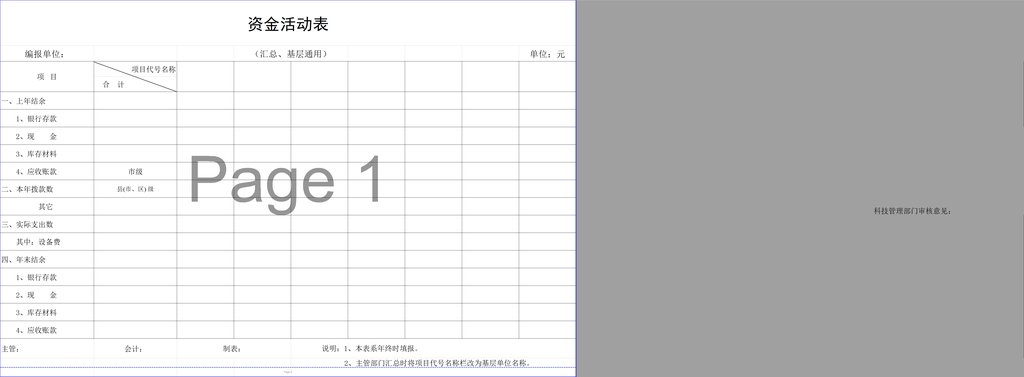 资金活动表
编报单位： （汇总、基层通用） 单位：元
项 目 项目代号名称
合 计
一、上年结余
1、银行存款
2、现 金
3、库存材料
4、应收账款 市级
二、本年拨款数 县(市、区)级
其它
三、实际支出数
其中：设备费
四、年末结余
1、银行存款
2、现 金
3、库存材料
4、应收账款
主管： 会计： 制表： 说明：1、本表系年终时填报。
2、主管部门汇总时将项目代号名称栏改为基层单位名称。
Page 1
科技管理部门审核意见：